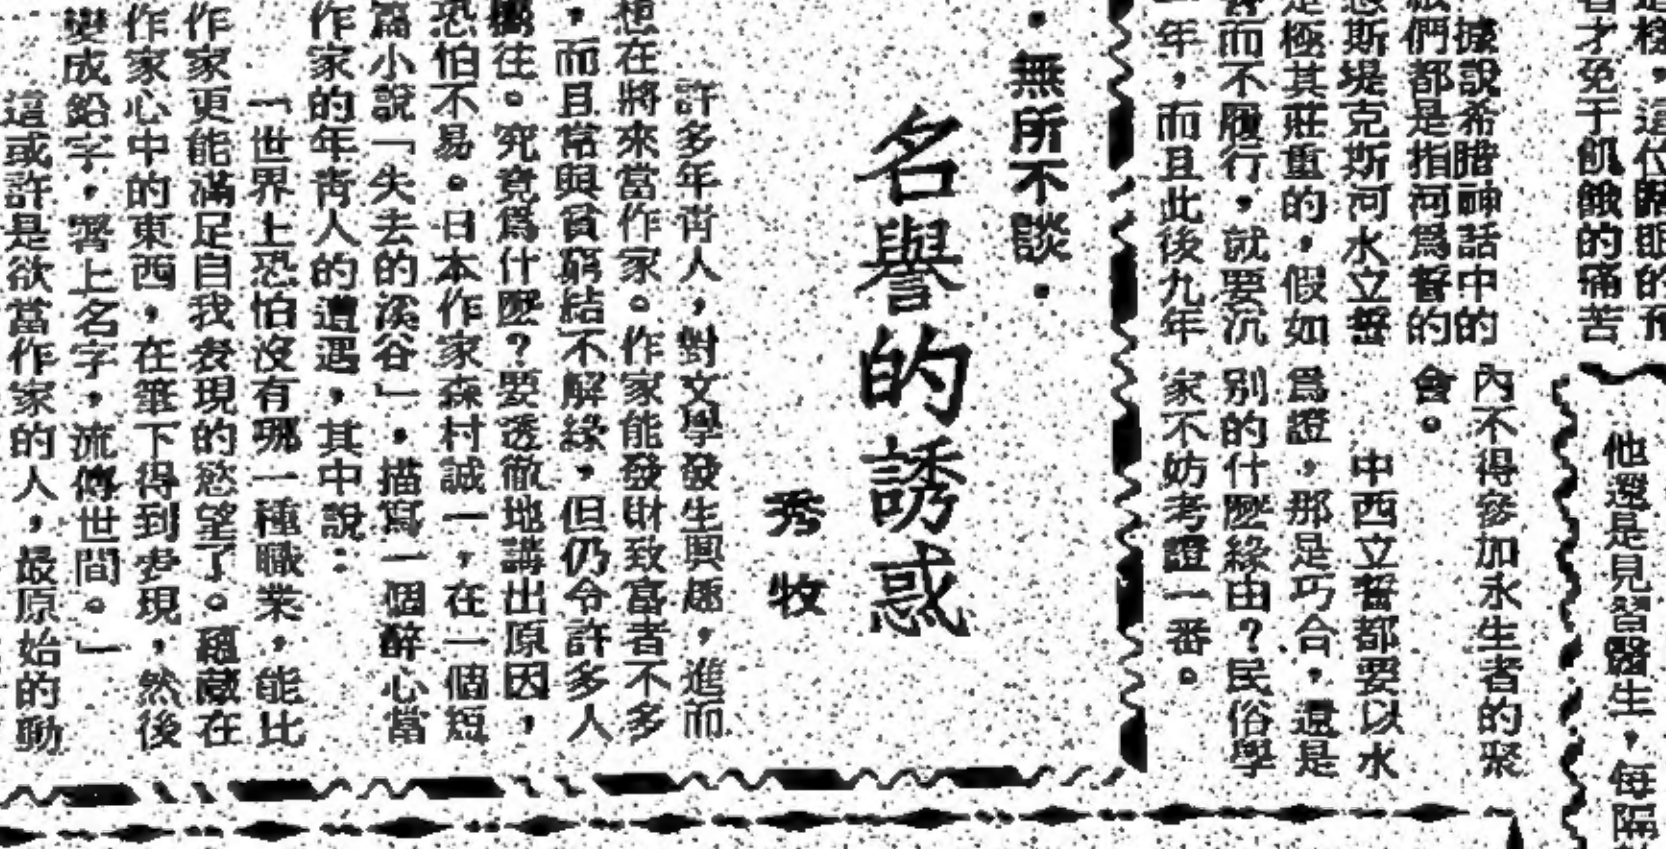 這樣，這位
者才免于飢餓的痛苦
他還是見習醫生，每隔
據說希臘神話中的
們都是指河爲誓的
斯堤克斯河水立誓
是極其莊重的，假如
而不履行，就要沉
一年，而且此後九年
內不得參加永生者的聚
會。
中西立誓都要以水
爲證，那是巧合，還是
別的什麽緣由？民俗學
家不妨考證一番。
·無所不談·
名譽的誘惑
秀牧
許多年青人，對文學發生興趣，進而
想在將來當作家。作家能發財致富者不多
，而且常與貧窮結不解緣，但仍令許多人
嚮往。究竟爲什麽？要透徹地講出原因，
恐怕不易。日本作家森村誠一，在一個短
篇小說「失去的溪谷」，描寫一個醉心當
作家的年青人的遭遇，其中說：
「世界上恐怕沒有哪一種職業，能比
作家更能滿足自我表現的慾望了。蘊藏在
作家心中的東西，在筆下得到表現，然後
變成鉛字，署上名字，流傳世間。」
這或許是欲當作家的人，最原始的動